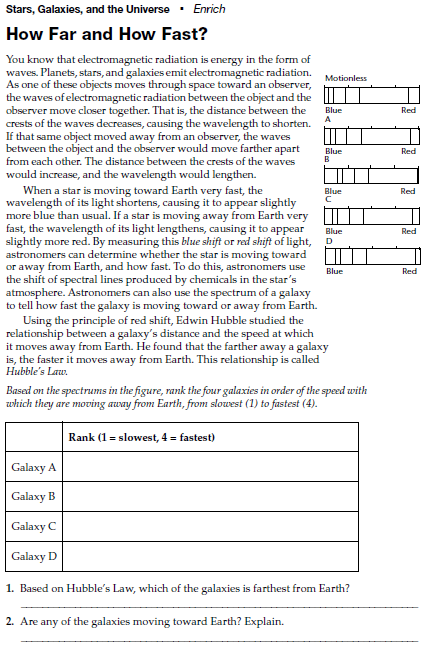 Stars, Galaxies, and the Universe ▪ Enrich
How Far and How Fast?
You know that electromagnetic radiation is energy in the form of
waves. Planets, stars, and galaxies emit electromagnetic radiation.
As one of these objects moves through space toward an observer,
the waves of electromagnetic radiation between the object and the
observer move closer together. That is, the distance between the
crests of the waves decreases, causing the wavelength to shorten.
If that same object moved away from an observer, the waves
between the object and the observer would move farther apart
from each other. The distance between the crests of the waves
would increase, and the wavelength would lengthen.
When a star is moving toward Earth very fast, the
wavelength of its light shortens, causing it to appear slightly
more blue than usual. If a star is moving away from Earth very
fast, the wavelength of its light lengthens, causing it to appear
slightly more red. By measuring this blue shift or red shift of light,
astronomers can determine whether the star is moving toward
or away from Earth, and how fast. To do this, astronomers use
the shift of spectral lines produced by chemicals in the star's
atmosphere. Astronomers can also use the spectrum of a galaxy
to tell how fast the galaxy is moving toward or away from Earth.
Using the principle of red shift, Edwin Hubble studied the
relationship between a galaxy's distance and the speed at which
it moves away from Earth. He found that the farther away a galaxy
is, the faster it moves away from Earth. This relationship is called
Hubble's Law.
Motionless
Blue Red
A
Blue Red
B
Blue Red
C
Blue Red
D
Blue Red
Based on the spectrums in the figure, rank the four galaxies in order of the speed with
which they are moving away from Earth, from slowest (1) to fastest (4).
Rank (1 = slowest, 4 = fastest)
Galaxy A
Galaxy B
Galaxy C
Galaxy D
1. Based on Hubble's Law, which of the galaxies is farthest from Earth?
2. Are any of the galaxies moving toward Earth? Explain.